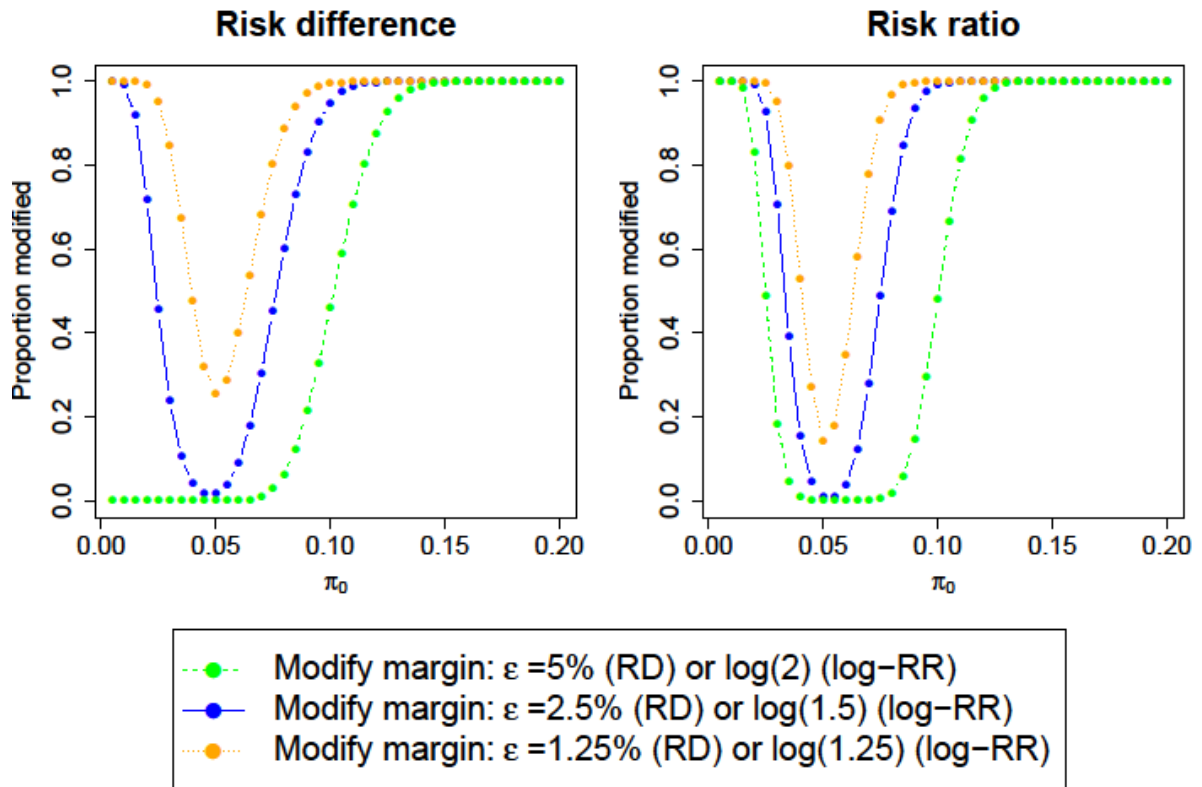 Risk difference
Risk ratio
Proportion modified
0.0 0.2 0.4 0.6 0.8 1.0
0.00 0.05 0.10 0.15 0.20
π₀
Proportion modified
0.0 0.2 0.4 0.6 0.8 1.0
0.00 0.05 0.10 0.15 0.20
π₀
Modify margin: ε =5% (RD) or log(2) (log−RR)
Modify margin: ε =2.5% (RD) or log(1.5) (log−RR)
Modify margin: ε =1.25% (RD) or log(1.25) (log−RR)